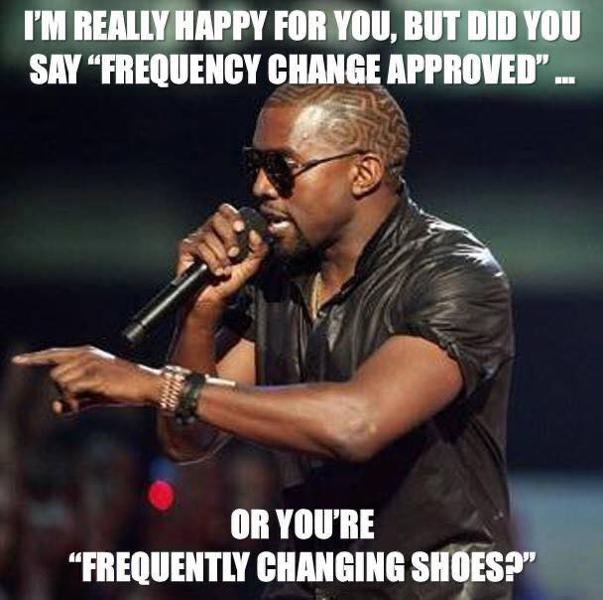 I'M REALLY HAPPY FOR YOU, BUT DID YOU
SAY “FREQUENCY CHANGE APPROVED” ...
OR YOU'RE
“FREQUENTLY CHANGING SHOES?”